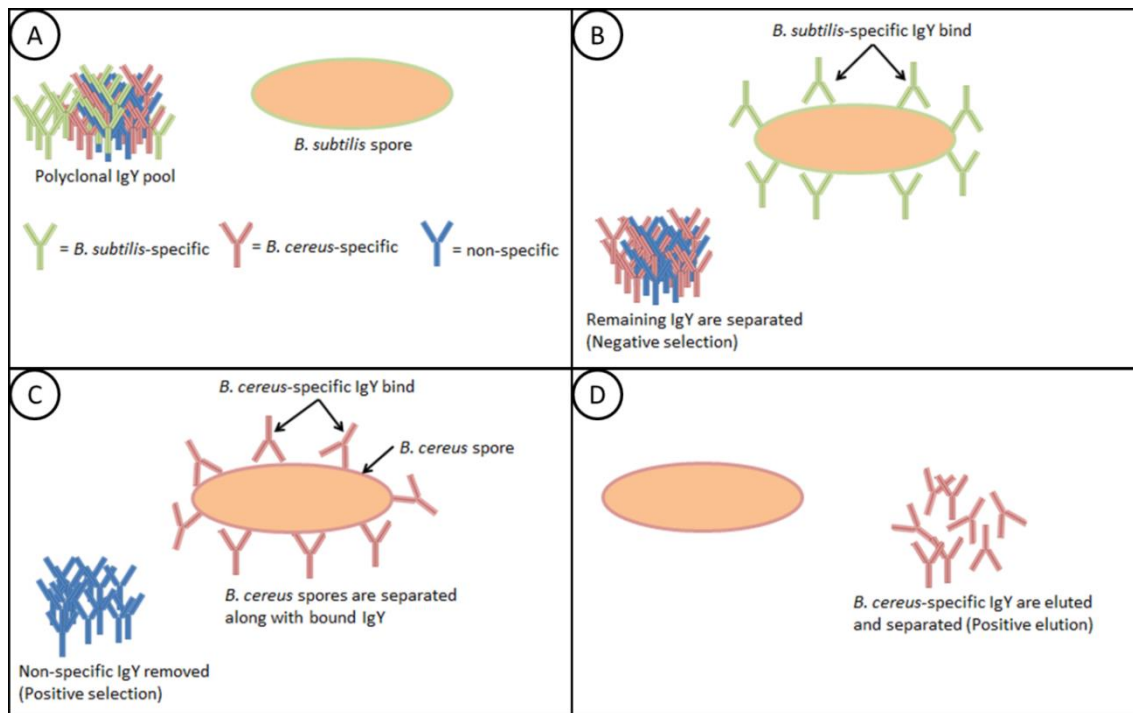 A
Polyclonal IgY pool
B. subtilis spore
= B. subtilis-specific
= B. cereus-specific
= non-specific
B
B. subtilis-specific IgY bind
Remaining IgY are separated
(Negative selection)
C
B. cereus-specific IgY bind
B. cereus spore
B. cereus spores are separated
along with bound IgY
Non-specific IgY removed
(Positive selection)
D
B. cereus-specific IgY are eluted
and separated (Positive elution)